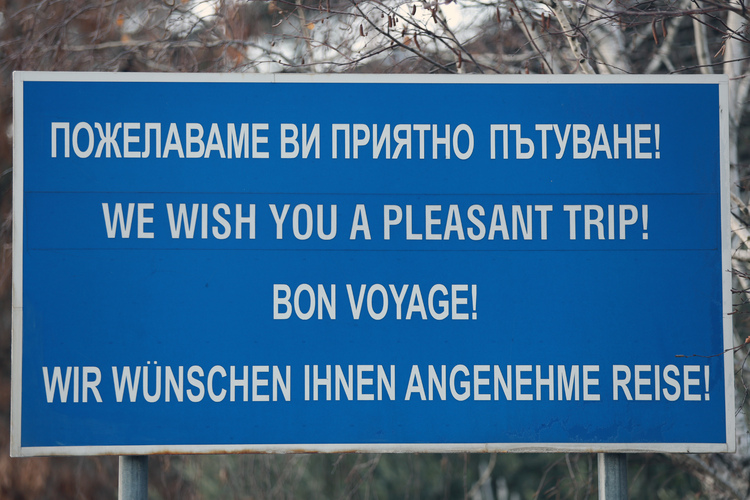 ПОЖЕЛАВАМЕ ВИ ПРИЯТНО ПЪТУВАНЕ!
WE WISH YOU A PLEASANT TRIP!
BON VOYAGE!
WIR WÜNSCHEN IHNEN ANGENEHME REISE!